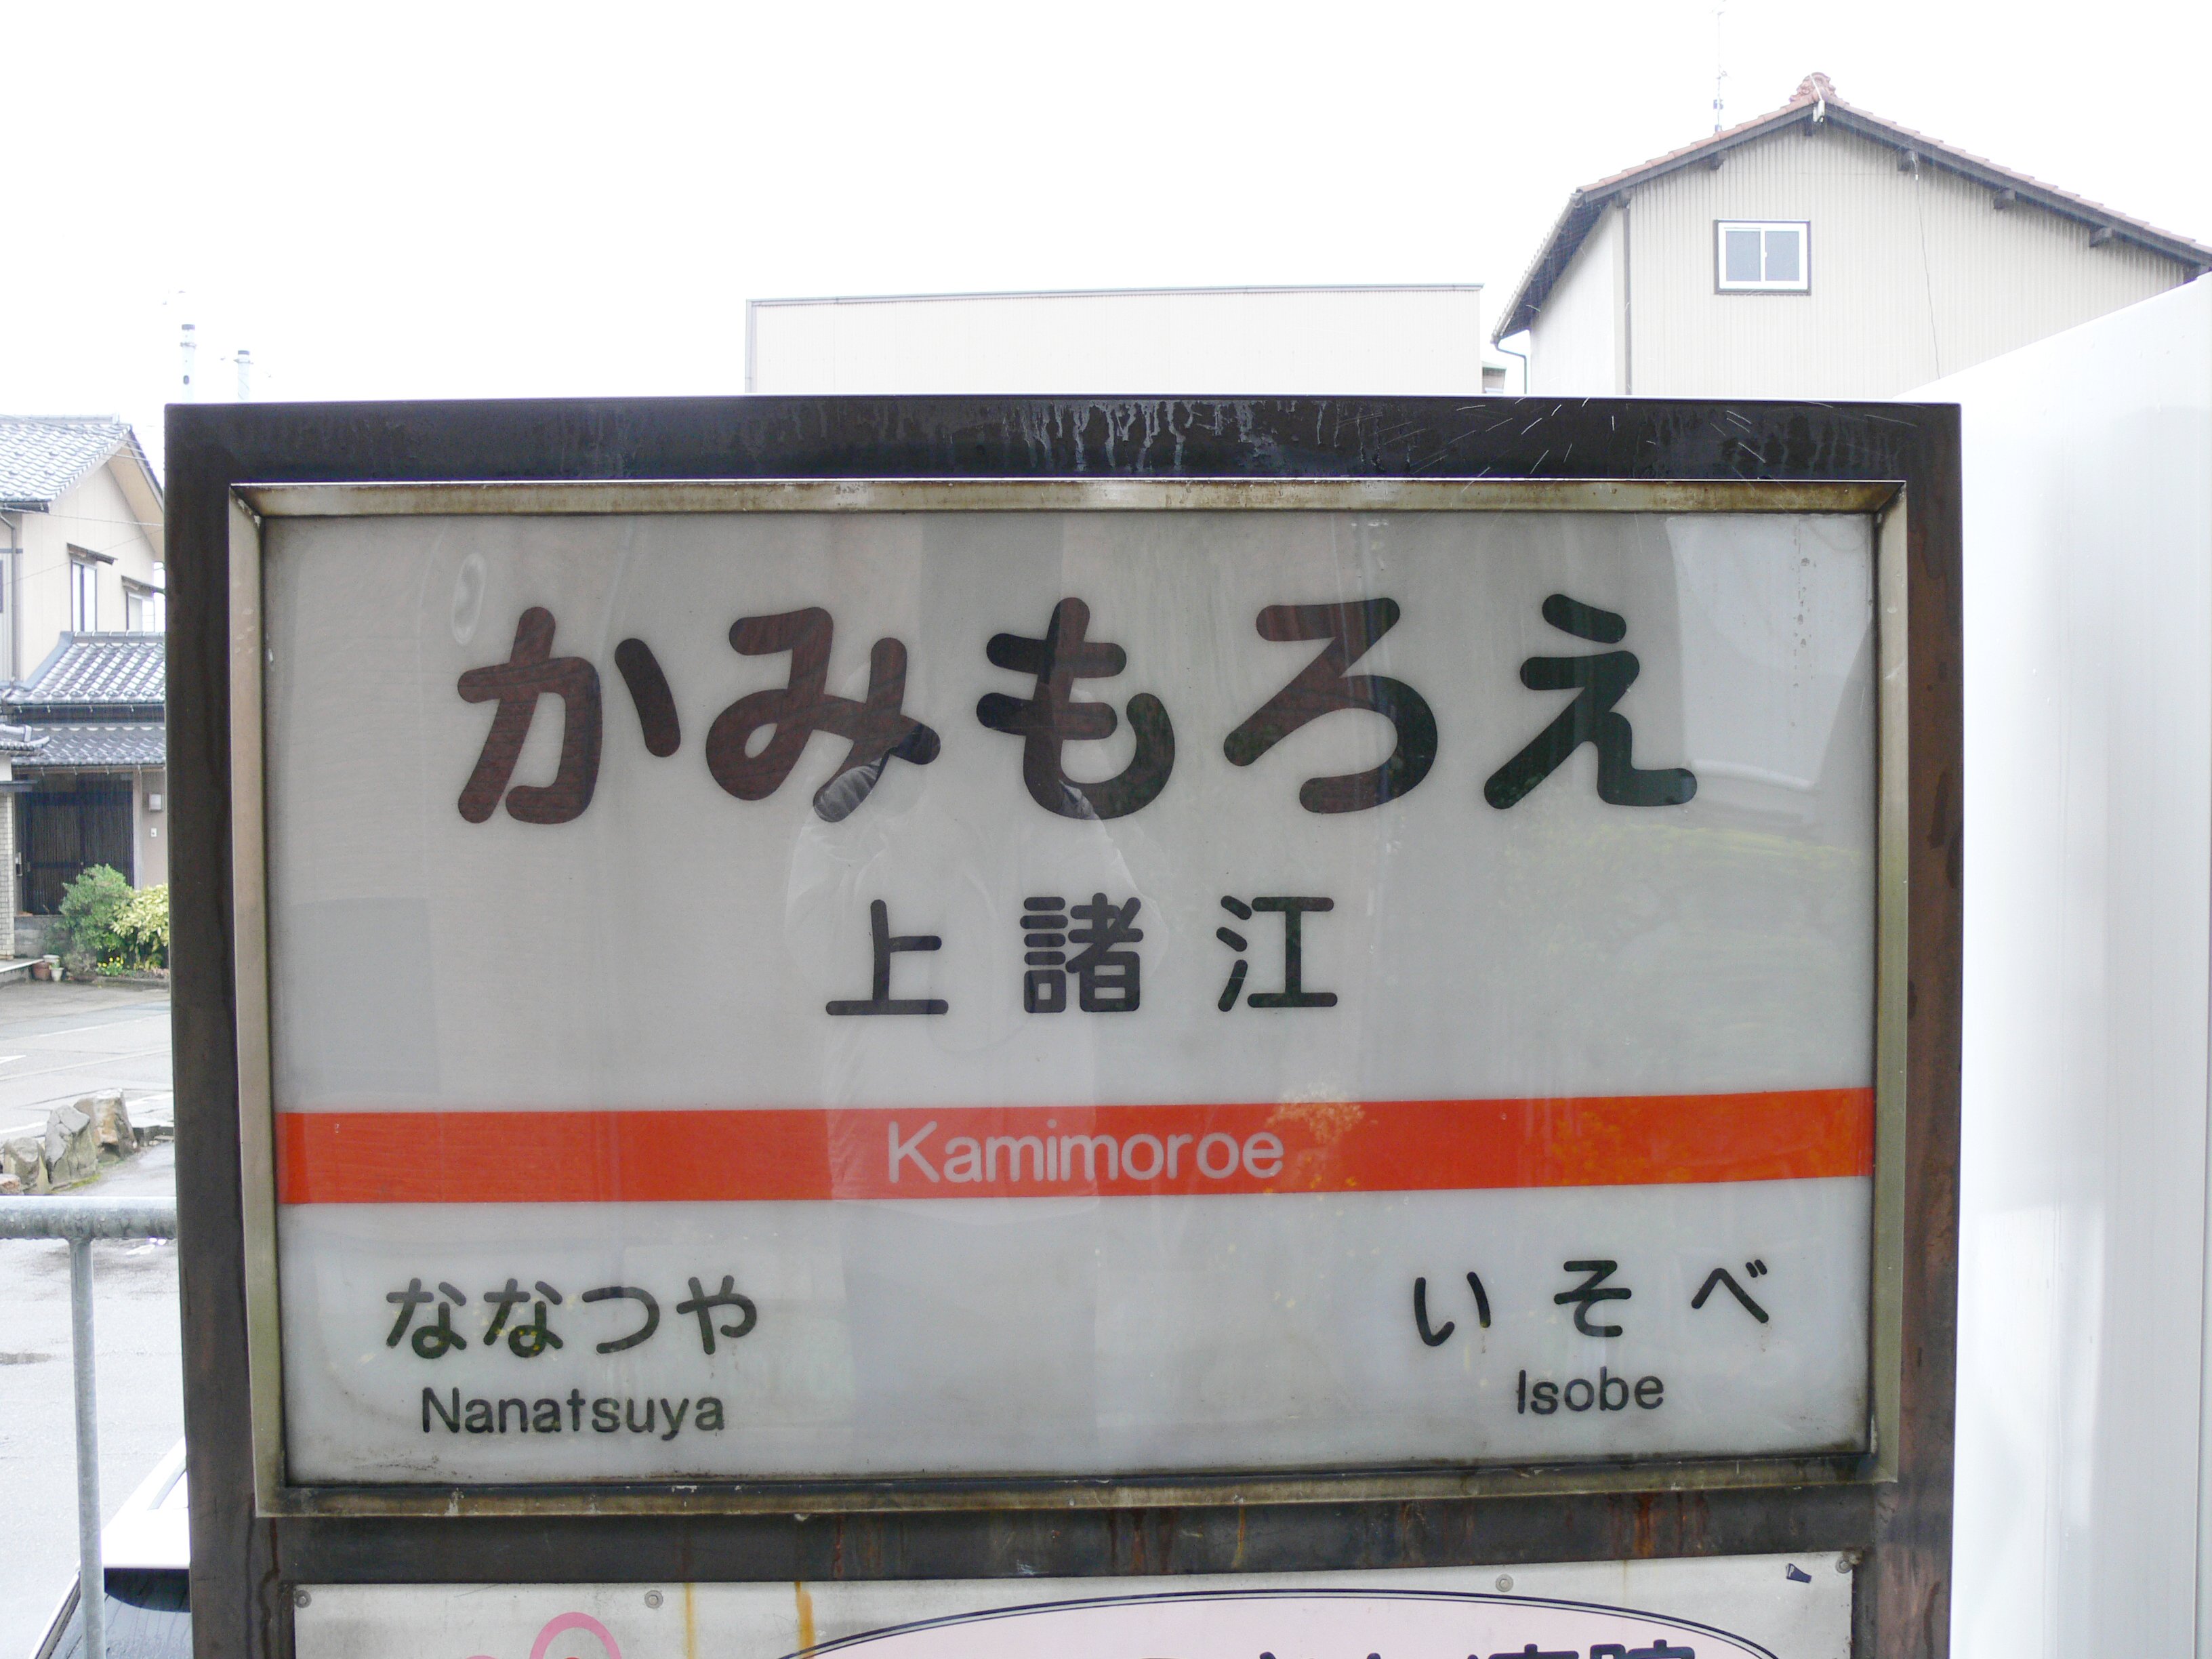 かみもろえ
上諸江
Kamimoroe
ななつや いそべ
Nanatsuya Isobe